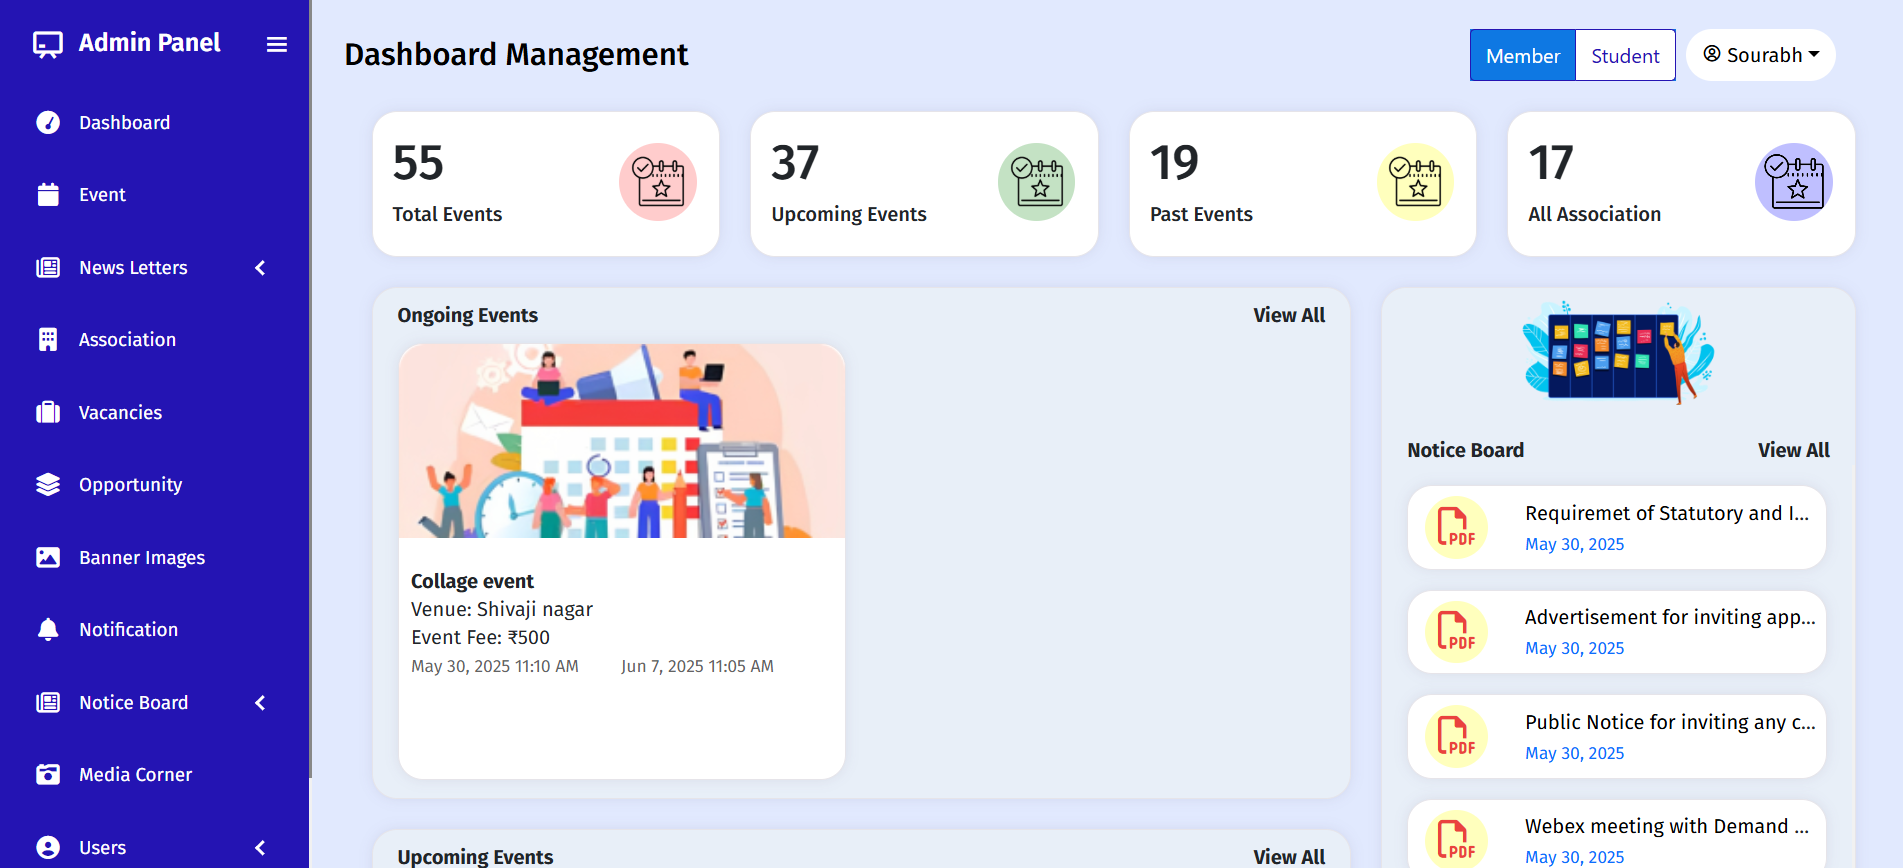 Admin Panel
Dashboard
Event
News Letters
Association
Vacancies
Opportunity
Banner Images
Notification
Notice Board
Media Corner
Users
Dashboard Management
Member
Student
Sourabh
55
Total Events
37
Upcoming Events
19
Past Events
17
All Association
Ongoing Events
View All
Collage event
Venue: Shivaji nagar
Event Fee: ₹500
May 30, 2025 11:10 AM
Jun 7, 2025 11:05 AM
Upcoming Events
View All
Notice Board
View All
PDF
Requiremet of Statutory and I...
May 30, 2025
PDF
Advertisement for inviting app...
May 30, 2025
PDF
Public Notice for inviting any c...
May 30, 2025
PDF
Webex meeting with Demand ...
May 30, 2025